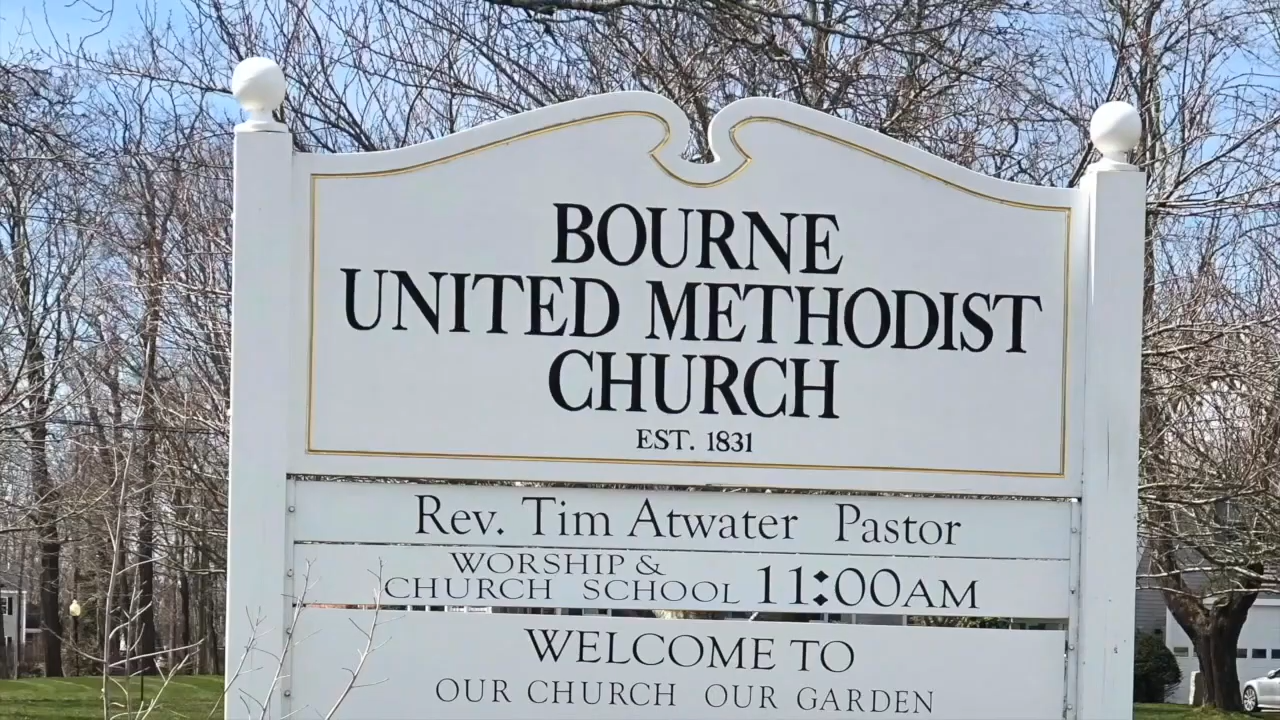 BOURNE
UNITED METHODIST
CHURCH
EST. 1831
Rev. Tim Atwater Pastor
WORSHIP &
CHURCH SCHOOL 11:00AM
WELCOME TO
OUR CHURCH OUR GARDEN